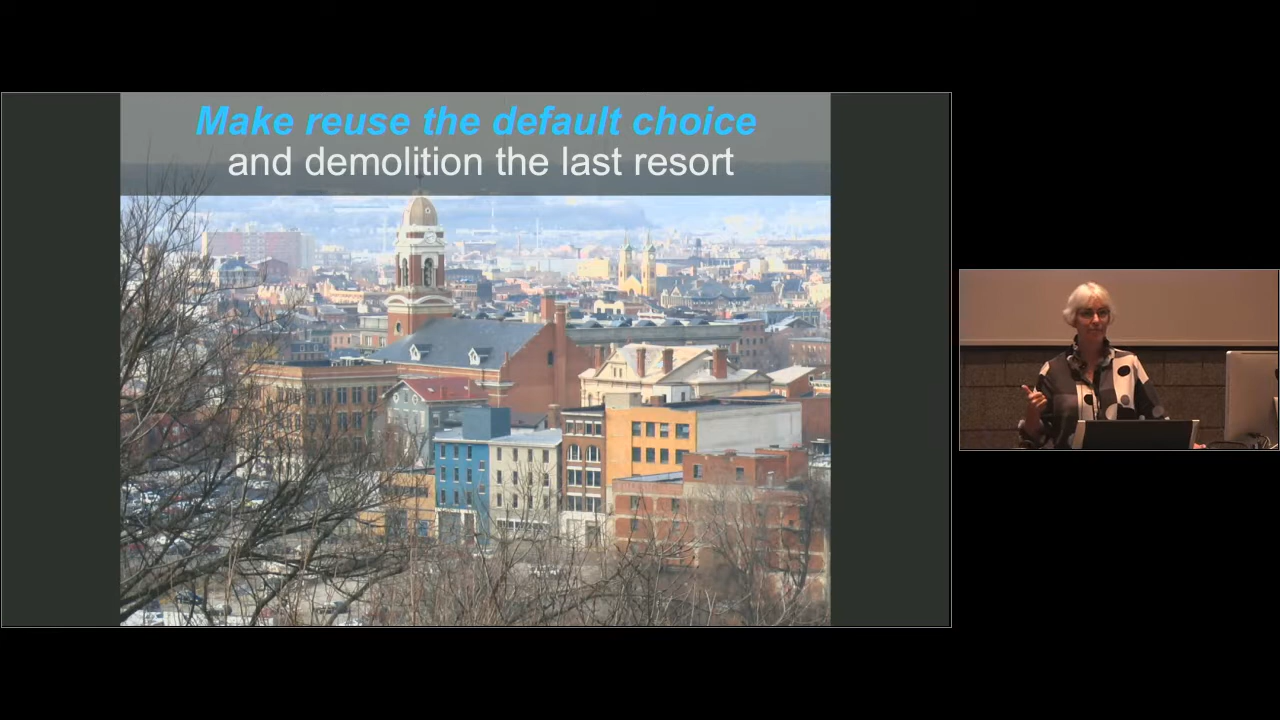 Make reuse the default choice
and demolition the last resort